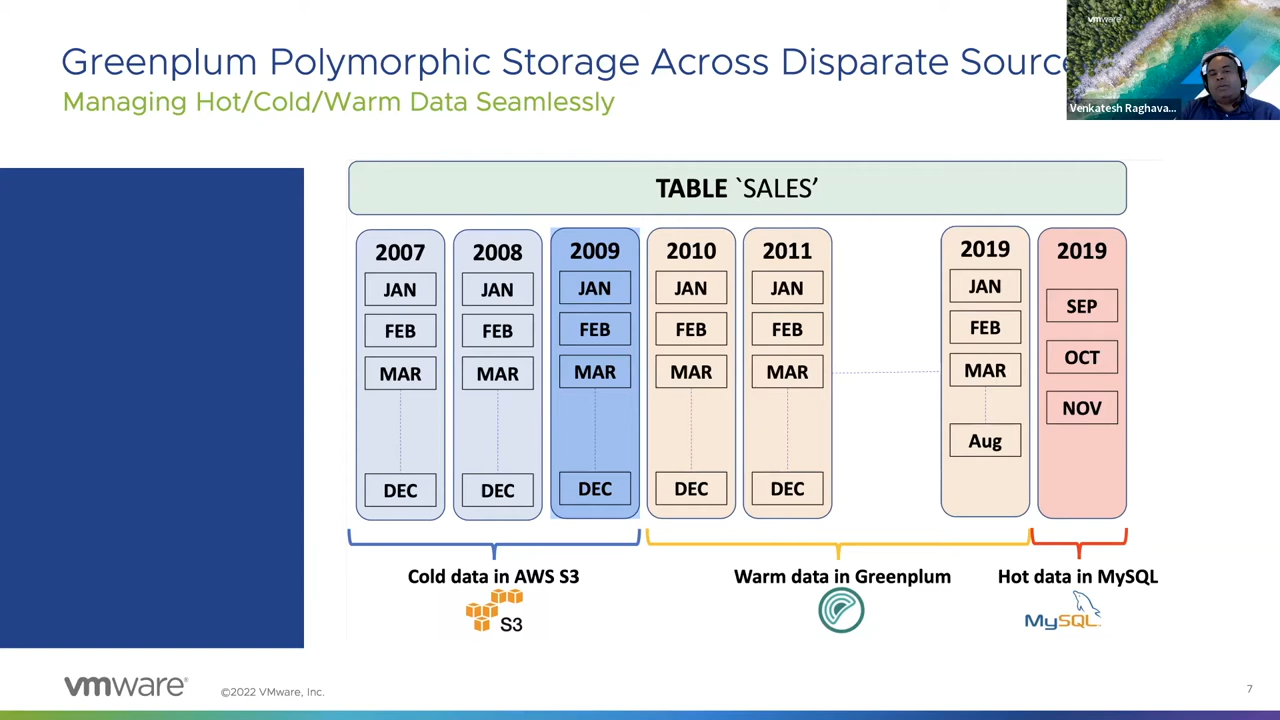 Greenplum Polymorphic Storage Across Disparate Source
Managing Hot/Cold/Warm Data Seamlessly
vmware
Venkatesh Raghava...
TABLE `SALES'
2007
JAN
FEB
MAR
DEC
2008
JAN
FEB
MAR
DEC
2009
JAN
FEB
MAR
DEC
2010
JAN
FEB
MAR
DEC
2011
JAN
FEB
MAR
DEC
2019
JAN
FEB
MAR
Aug
2019
SEP
OCT
NOV
Cold data in AWS S3
S3
Warm data in Greenplum
Hot data in MySQL
MySQL
vmware
©2022 VMware, Inc.
7